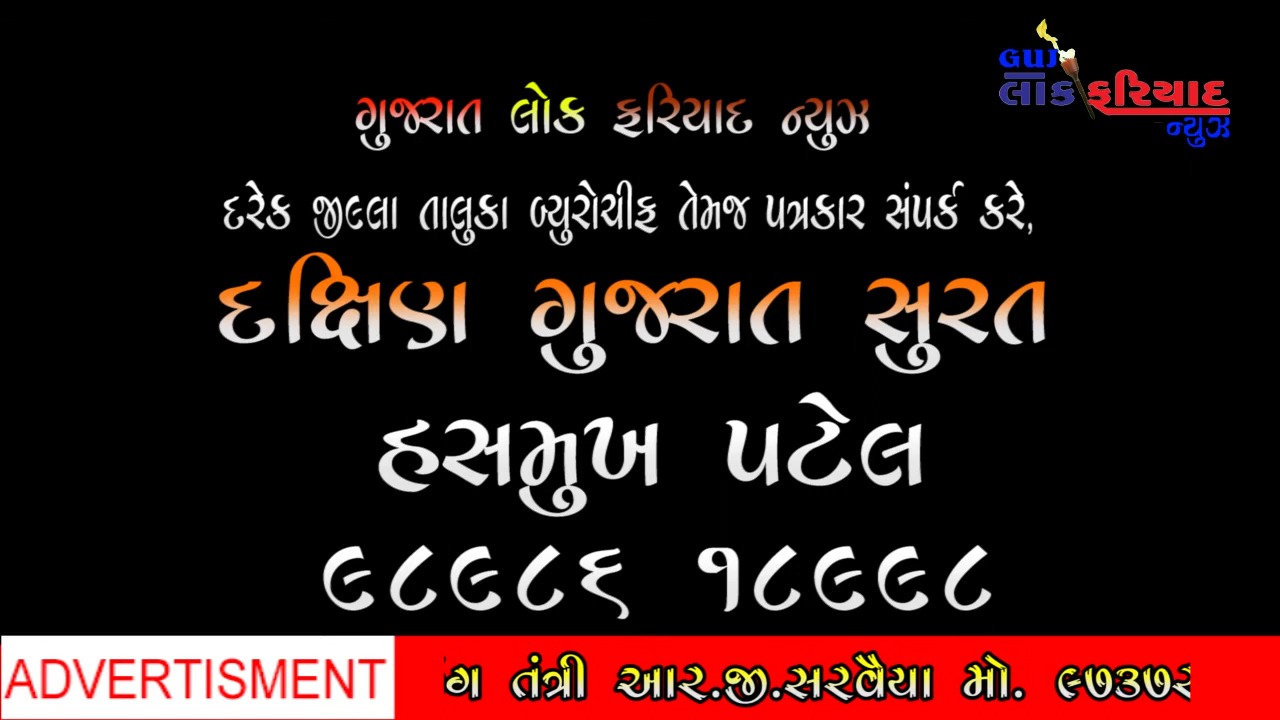 GUJ
લોક ફરિયાદ
ન્યુઝ
ગુજરાત લોક ફરિયાદ ન્યુઝ
દરેક જીલ્લા તાલુકા બ્યુરોચીફ તેમજ પત્રકાર સંપર્ક કરે,
દક્ષિણ ગુજરાત સુરત
હસમુખ પટેલ
૯૮૯૮૬ ૧૮૯૯૮
ADVERTISMENT
તંત્રી આર.જી.સરવૈયા મો. ૯૭૩૭૨